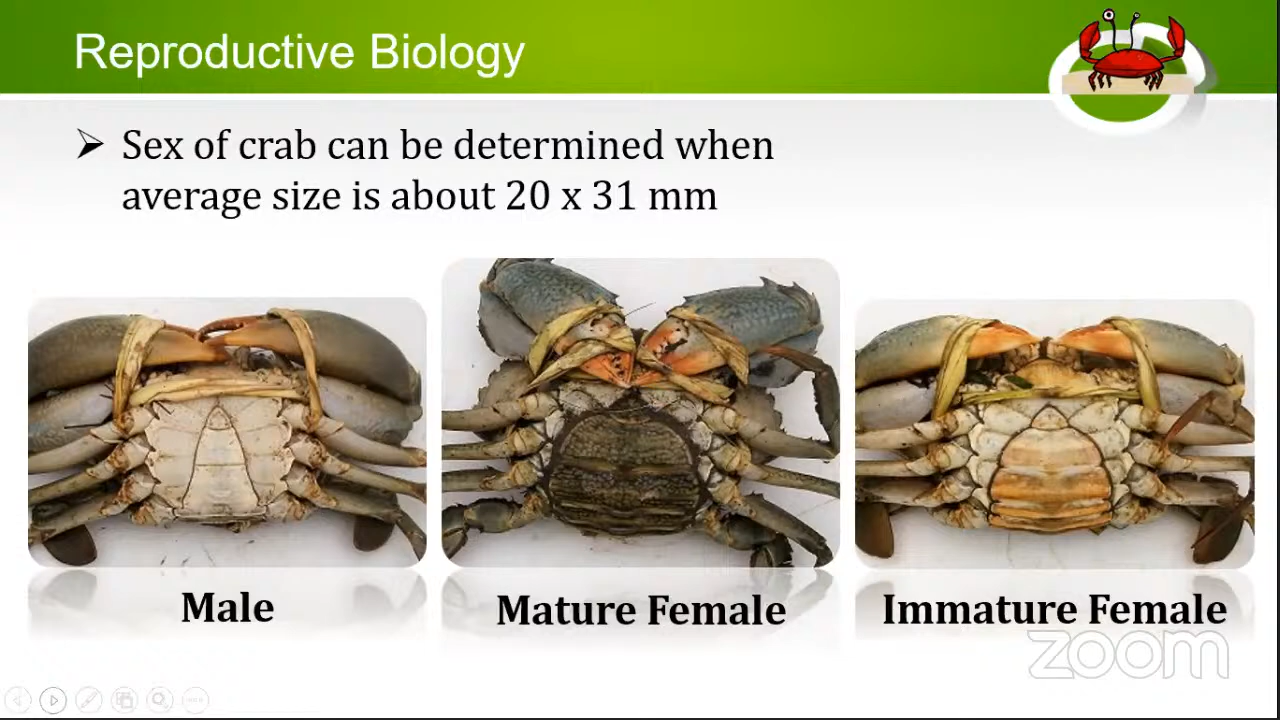 Reproductive Biology
➢ Sex of crab can be determined when
average size is about 20 x 31 mm
Male
Mature Female
Immature Female
zoom